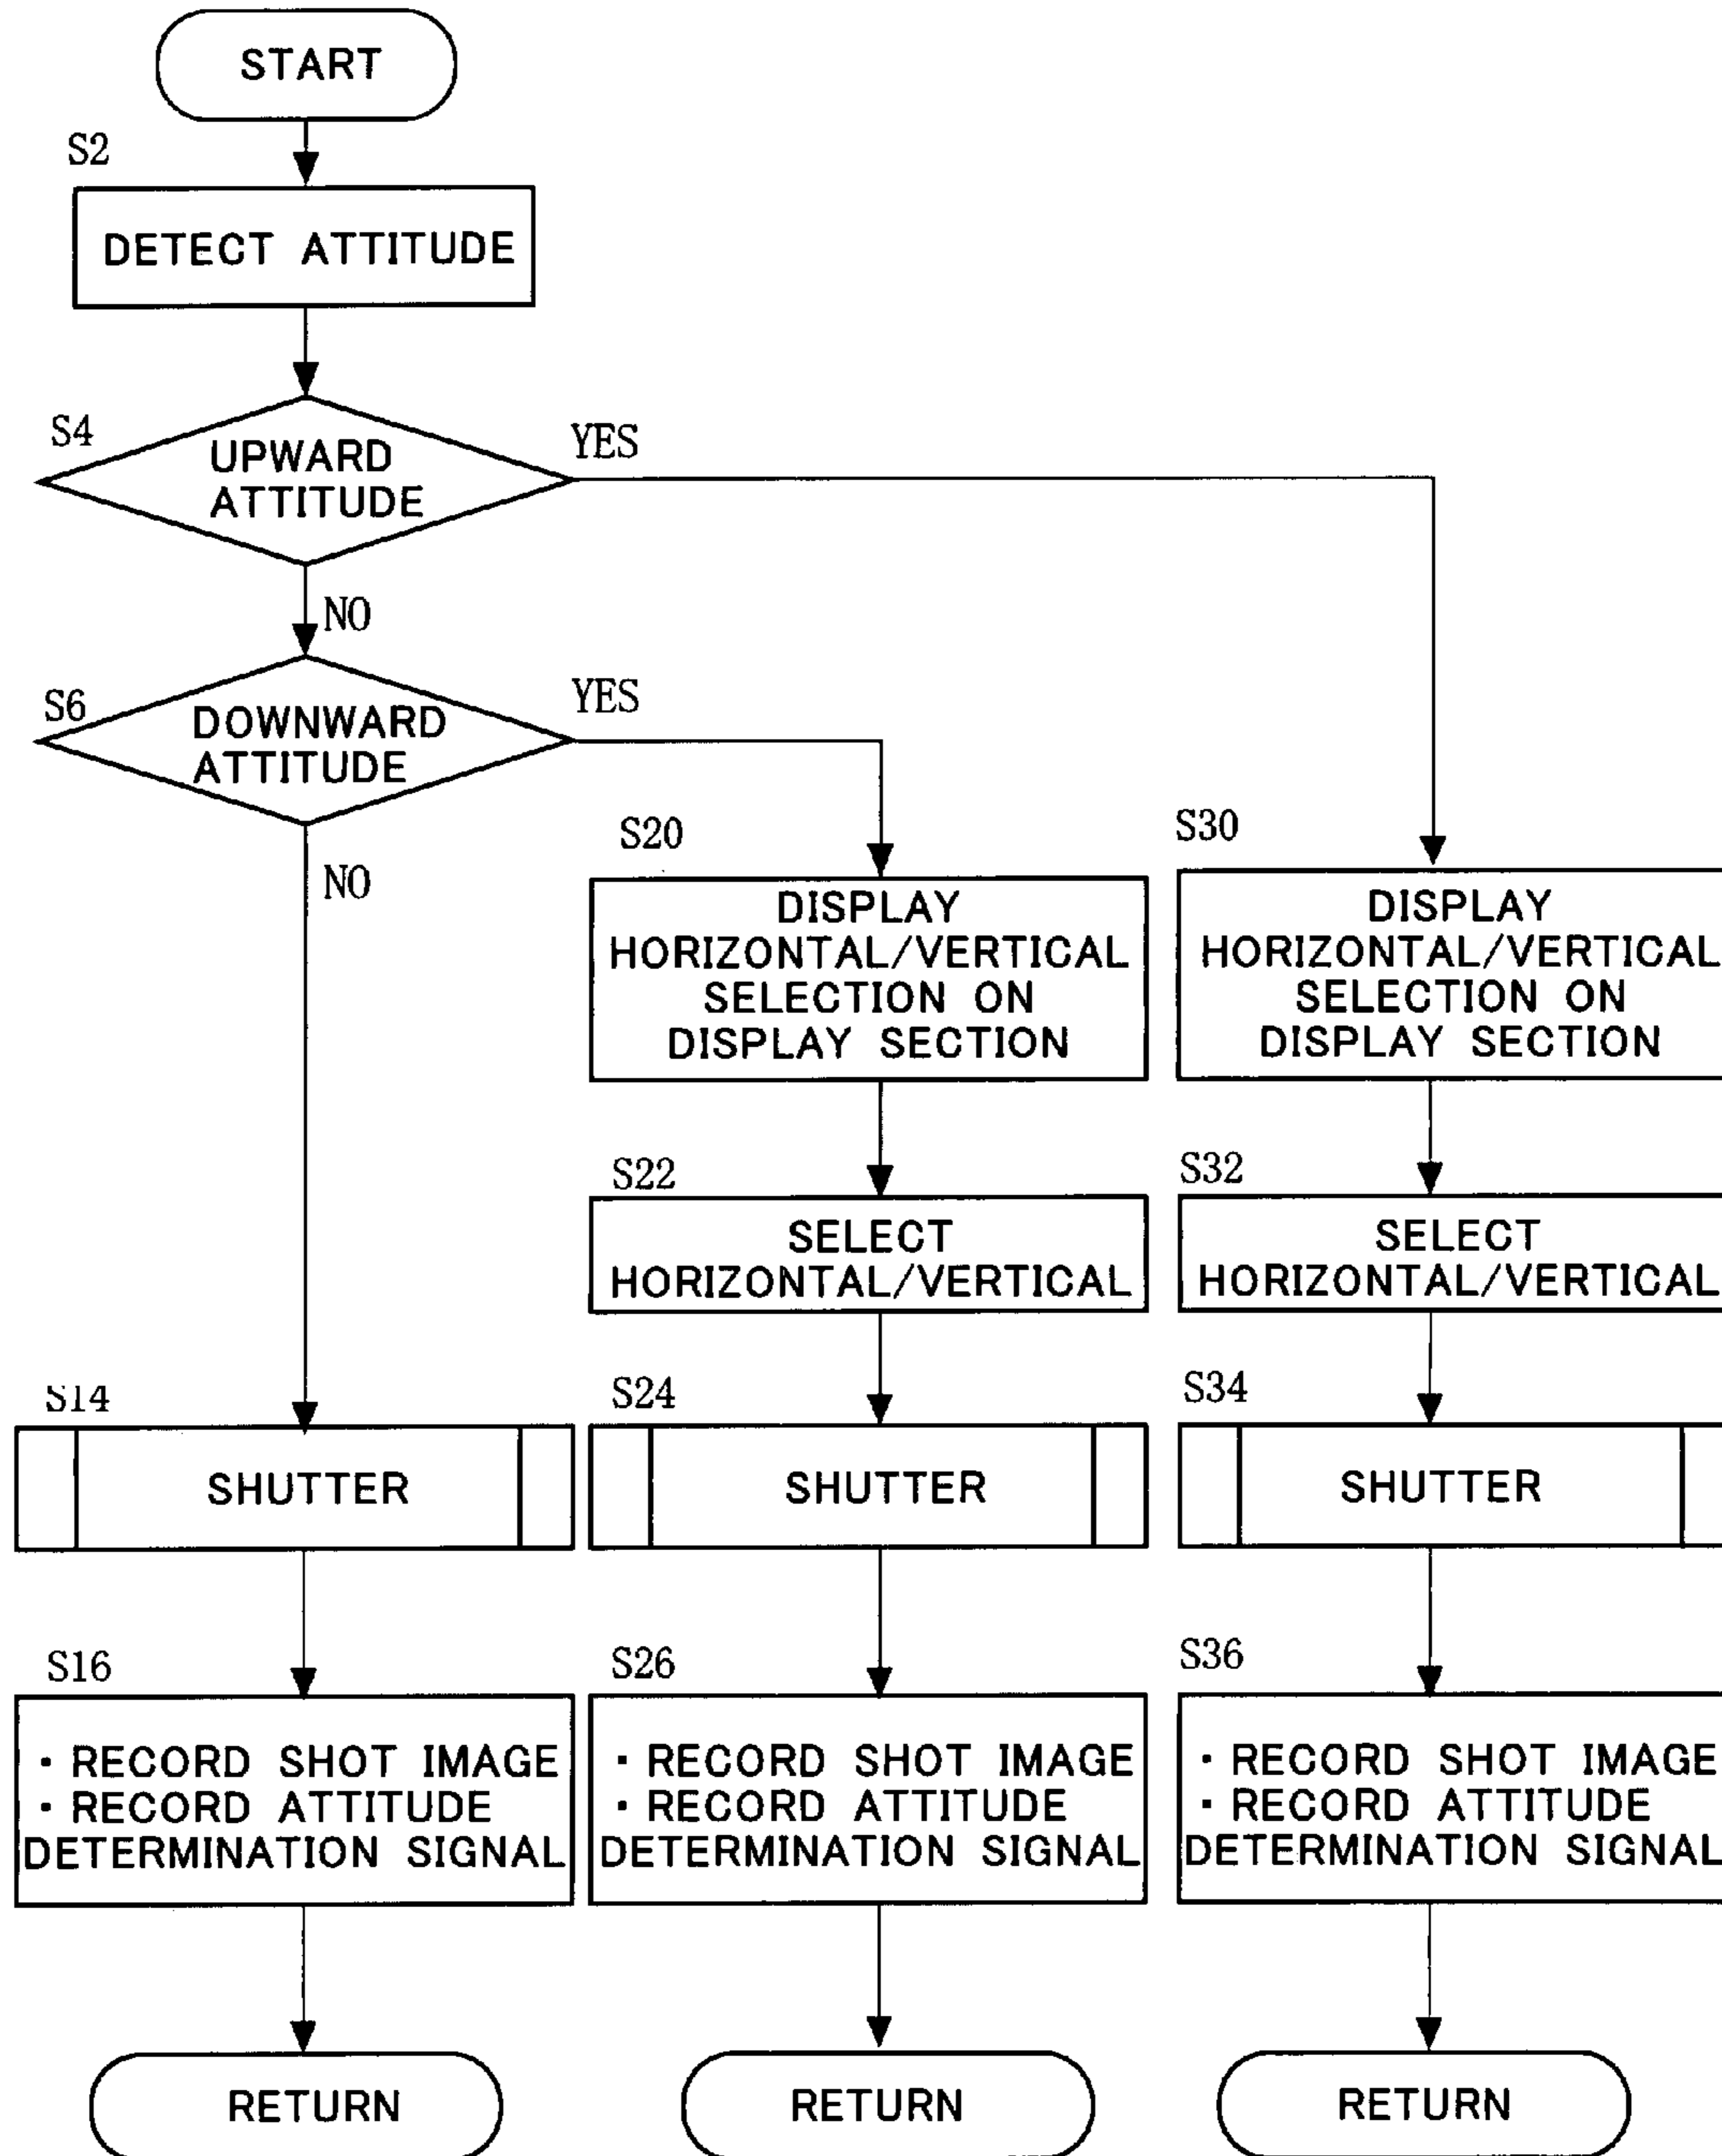 START
S2
DETECT ATTITUDE
S4
UPWARD
ATTITUDE
YES
NO
S6
DOWNWARD
ATTITUDE
YES
NO
S20
DISPLAY
HORIZONTAL/VERTICAL
SELECTION ON
DISPLAY SECTION
S30
DISPLAY
HORIZONTAL/VERTICAL
SELECTION ON
DISPLAY SECTION
S22
SELECT
HORIZONTAL/VERTICAL
S32
SELECT
HORIZONTAL/VERTICAL
S14
SHUTTER
S24
SHUTTER
S34
SHUTTER
S16
・RECORD SHOT IMAGE
・RECORD ATTITUDE
DETERMINATION SIGNAL
S26
・RECORD SHOT IMAGE
・RECORD ATTITUDE
DETERMINATION SIGNAL
S36
・RECORD SHOT IMAGE
・RECORD ATTITUDE
DETERMINATION SIGNAL
RETURN
RETURN
RETURN